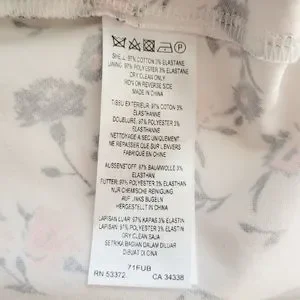 SHELL: 97% COTTON 3% ELASTANE
LINING: 97% POLYESTER 3% ELASTANE
DRY CLEAN ONLY
IRON ON REVERSE SIDE
MADE IN CHINA
TISSU EXTERIEUR: 97% COTON 3%
ELASTHANNE
DOUBLURE: 97% POLYESTER 3%
ELASTHANNE
NETTOYAGE A SEC UNIQUEMENT
NE REPASSER QUE SUR L'ENVERS
FABRIQUE EN CHINE
AUSSENSTOFF: 97% BAUMWOLLE 3%
ELASTHAN
FUTTER: 97% POLYESTER 3% ELASTHAN
NUR CHEMISCHE REINIGUNG
AUF LINKS BUGELN
HERGESTELLT IN CHINA
LAPISAN LUAR: 97% KAPAS 3% ELASTIN
LAPISAN: 97% POLYESTER 3% ELASTIN
DRY CLEAN SAJA
SETRIKA BAGIAN DALAM DILUAR
DIBUAT DI CINA
71FUB
RN 53372 CA 34338